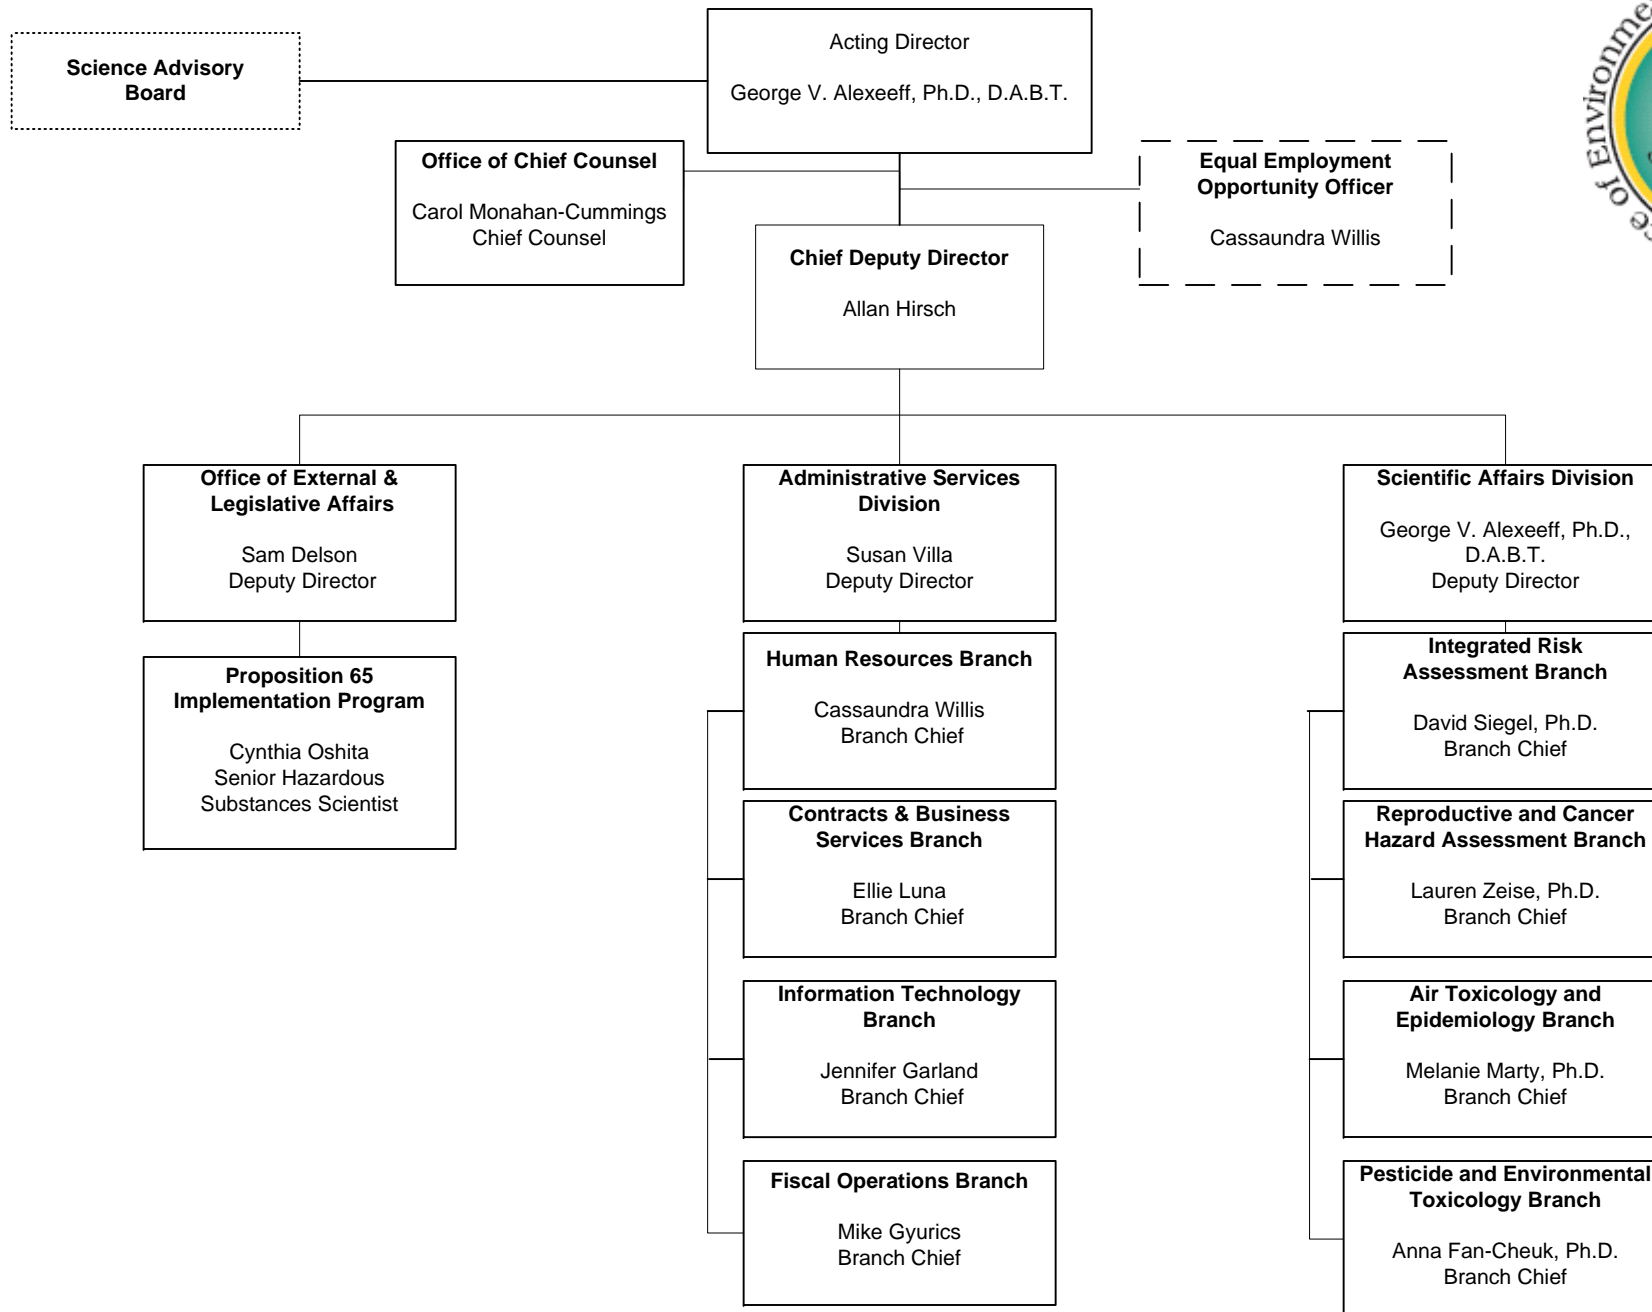 Science Advisory
Board
Acting Director
George V. Alexeeff, Ph.D., D.A.B.T.
Office of Chief Counsel
Carol Monahan-Cummings
Chief Counsel
Equal Employment
Opportunity Officer
Cassaundra Willis
Chief Deputy Director
Allan Hirsch
Office of External &
Legislative Affairs
Sam Delson
Deputy Director
Proposition 65
Implementation Program
Cynthia Oshita
Senior Hazardous
Substances Scientist
Administrative Services
Division
Susan Villa
Deputy Director
Human Resources Branch
Cassaundra Willis
Branch Chief
Contracts & Business
Services Branch
Ellie Luna
Branch Chief
Information Technology
Branch
Jennifer Garland
Branch Chief
Fiscal Operations Branch
Mike Gyurics
Branch Chief
Scientific Affairs Division
George V. Alexeeff, Ph.D.,
D.A.B.T.
Deputy Director
Integrated Risk
Assessment Branch
David Siegel, Ph.D.
Branch Chief
Reproductive and Cancer
Hazard Assessment Branch
Lauren Zeise, Ph.D.
Branch Chief
Air Toxicology and
Epidemiology Branch
Melanie Marty, Ph.D.
Branch Chief
Pesticide and Environmental
Toxicology Branch
Anna Fan-Cheuk, Ph.D.
Branch Chief
of